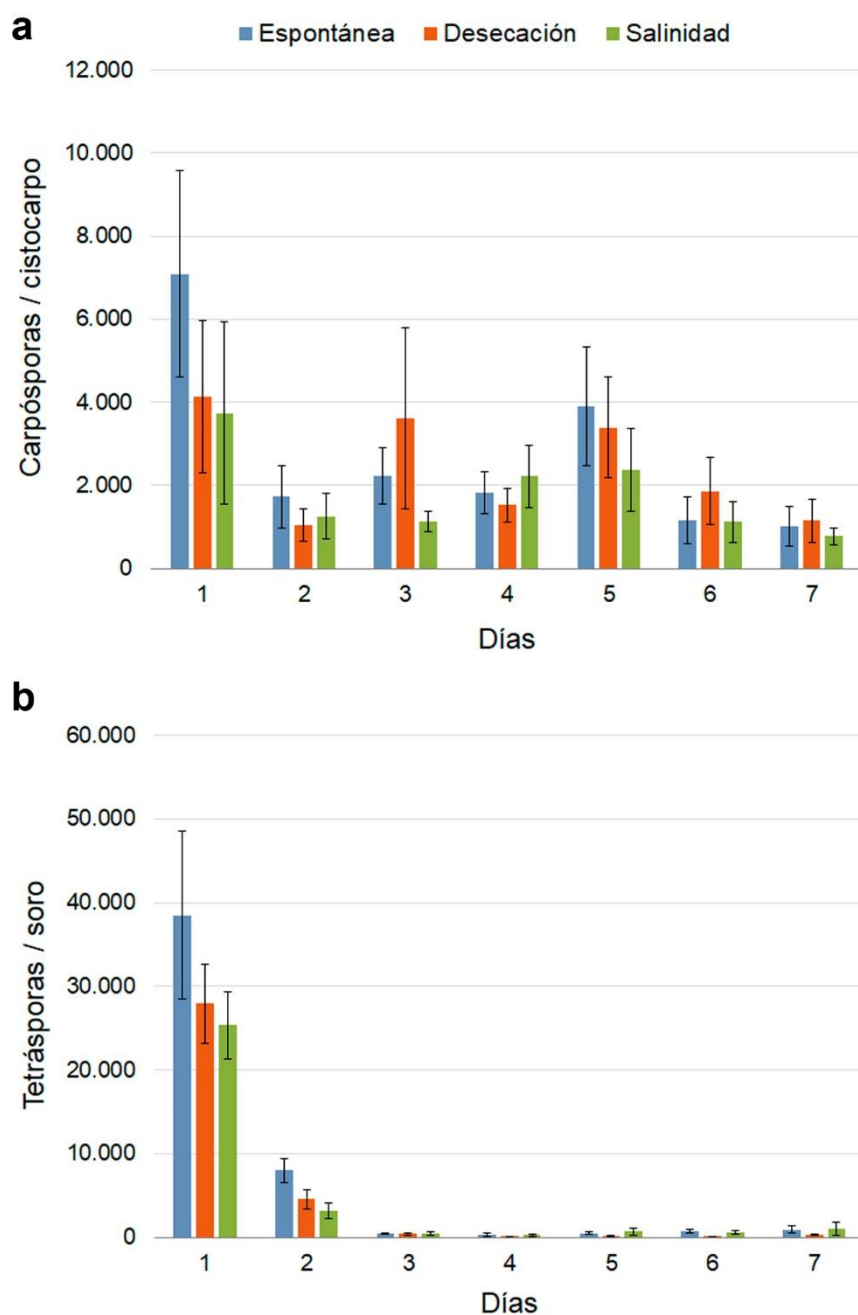 a
Espontánea Desecación Salinidad
12.000
10.000
8.000
6.000
4.000
2.000
0
Carpósporas / cistocarpo
1 2 3 4 5 6 7
Días
b
60.000
50.000
40.000
30.000
20.000
10.000
0
Tetrásporas / soro
1 2 3 4 5 6 7
Días